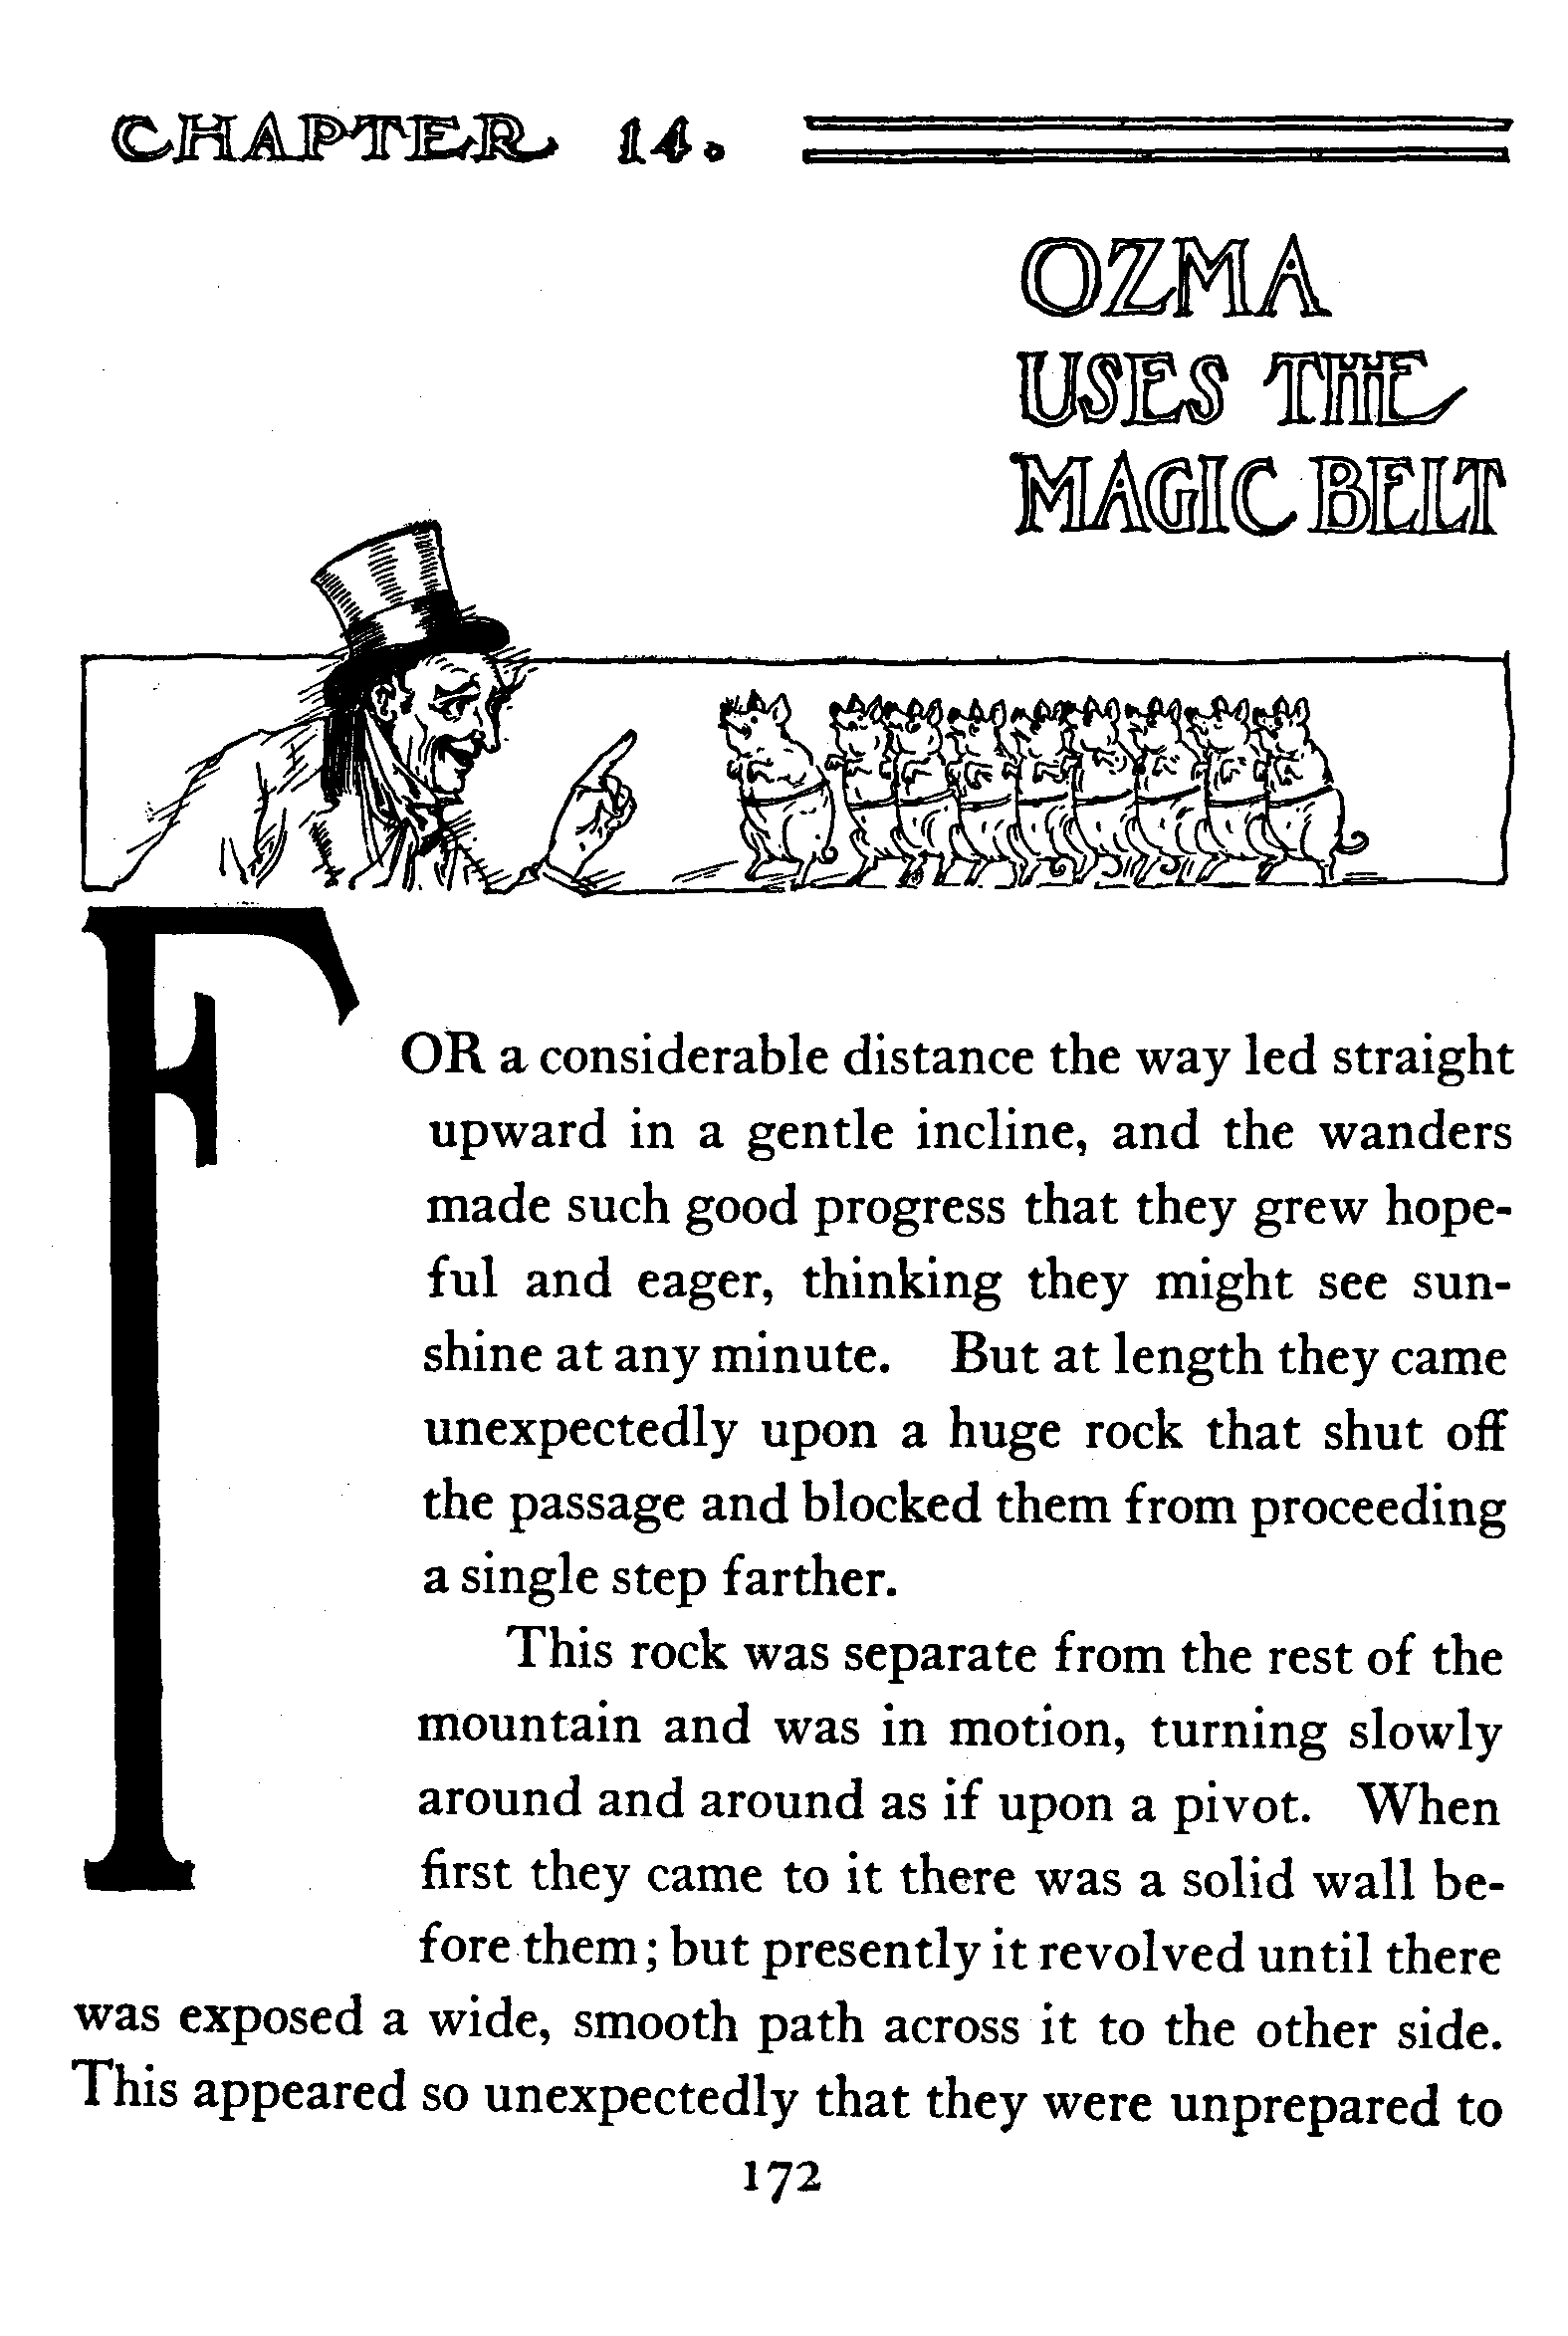 CHAPTER 14.
OZMA
USES THE
MAGIC BELT
FOR a considerable distance the way led straight
upward in a gentle incline, and the wanders
made such good progress that they grew hope-
ful and eager, thinking they might see sun-
shine at any minute. But at length they came
unexpectedly upon a huge rock that shut off
the passage and blocked them from proceeding
a single step farther.
This rock was separate from the rest of the
mountain and was in motion, turning slowly
around and around as if upon a pivot. When
first they came to it there was a solid wall be-
fore them; but presently it revolved until there
was exposed a wide, smooth path across it to the other side.
This appeared so unexpectedly that they were unprepared to
172